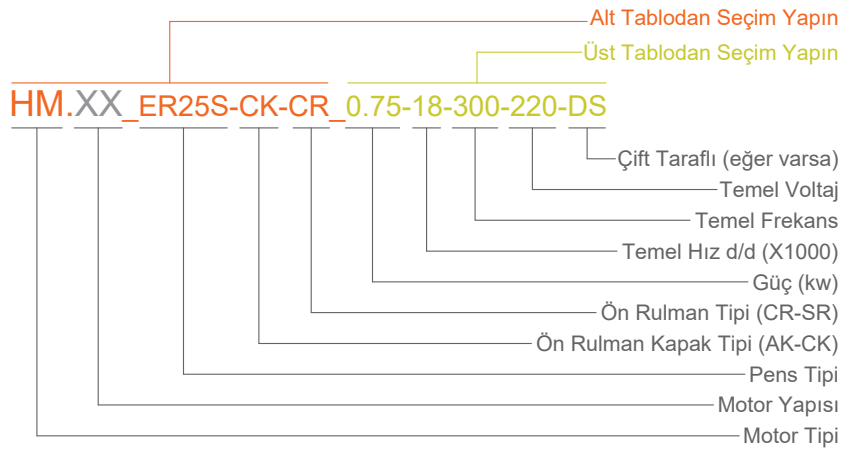 Alt Tablodan Seçim Yapın
Üst Tablodan Seçim Yapın
HM.XX_ER25S-CK-CR_0.75-18-300-220-DS
Çift Taraflı (eğer varsa)
Temel Voltaj
Temel Frekans
Temel Hız d/d (X1000)
Güç (kw)
Ön Rulman Tipi (CR-SR)
Ön Rulman Kapak Tipi (AK-CK)
Pens Tipi
Motor Yapısı
Motor Tipi